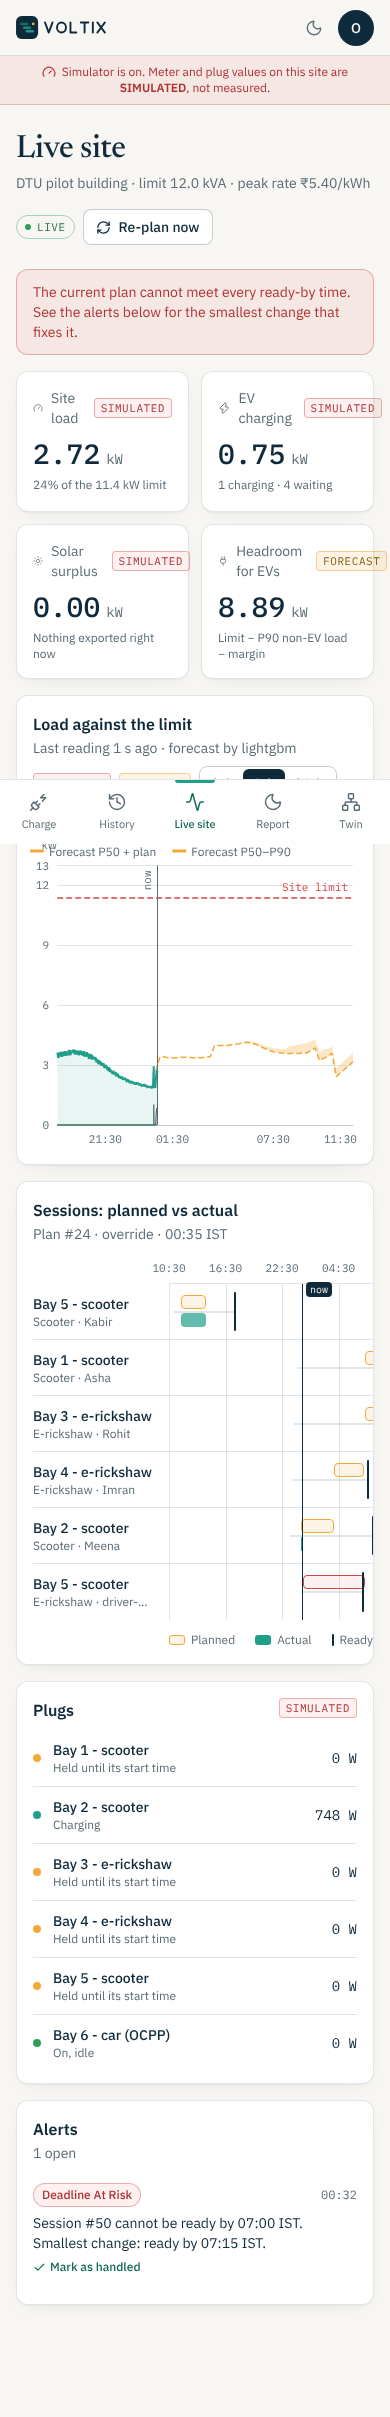 VOLTIX
O
Simulator is on. Meter and plug values on this site are
SIMULATED, not measured.
Live site
DTU pilot building · limit 12.0 kVA · peak rate ₹5.40/kWh
LIVE
Re-plan now
The current plan cannot meet every ready-by time.
See the alerts below for the smallest change that
fixes it.
Site load
SIMULATED
2.72 kW
24% of the 11.4 kW limit
EV charging
SIMULATED
0.75 kW
1 charging · 4 waiting
Solar surplus
SIMULATED
0.00 kW
Nothing exported right
now
Headroom for EVs
FORECAST
8.89 kW
Limit − P90 non-EV load
− margin
Load against the limit
Last reading 1 s ago · forecast by lightgbm
Charge
History
Live site
Report
Twin
kW
Forecast P50 + plan
Forecast P50–P90
13
12
9
6
3
0
now
Site limit
21:30
01:30
07:30
11:30
Sessions: planned vs actual
Plan #24 · override · 00:35 IST
10:30
16:30
22:30
04:30
now
Bay 5 - scooter
Scooter · Kabir
Bay 1 - scooter
Scooter · Asha
Bay 3 - e-rickshaw
E-rickshaw · Rohit
Bay 4 - e-rickshaw
E-rickshaw · Imran
Bay 2 - scooter
Scooter · Meena
Bay 5 - scooter
E-rickshaw · driver-...
Planned
Actual
Ready
Plugs
SIMULATED
Bay 1 - scooter
Held until its start time
0 W
Bay 2 - scooter
Charging
748 W
Bay 3 - e-rickshaw
Held until its start time
0 W
Bay 4 - e-rickshaw
Held until its start time
0 W
Bay 5 - scooter
Held until its start time
0 W
Bay 6 - car (OCPP)
On, idle
0 W
Alerts
1 open
Deadline At Risk
00:32
Session #50 cannot be ready by 07:00 IST.
Smallest change: ready by 07:15 IST.
Mark as handled